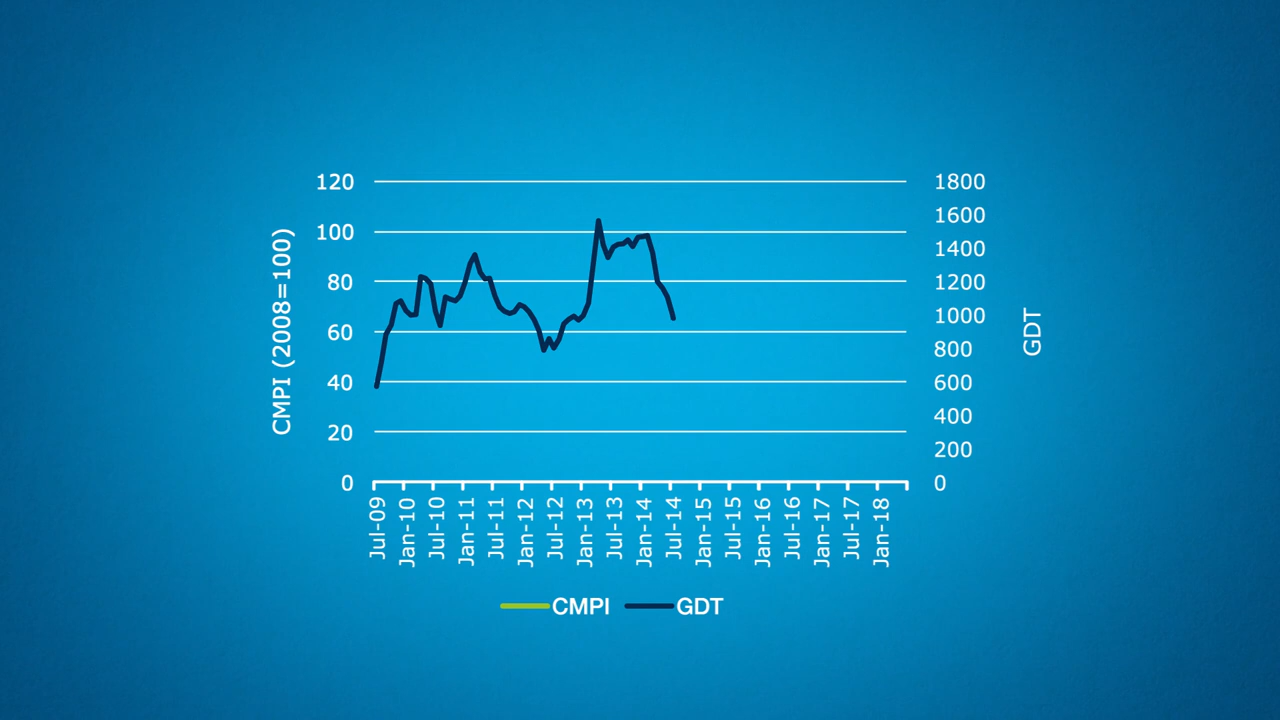 120
100
80
60
40
20
0
CMPI (2008=100)
1800
1600
1400
1200
1000
800
600
400
200
0
GDT
Jul-09
Jan-10
Jul-10
Jan-11
Jul-11
Jan-12
Jul-12
Jan-13
Jul-13
Jan-14
Jul-14
Jan-15
Jul-15
Jan-16
Jul-16
Jan-17
Jul-17
Jan-18
CMPI GDT